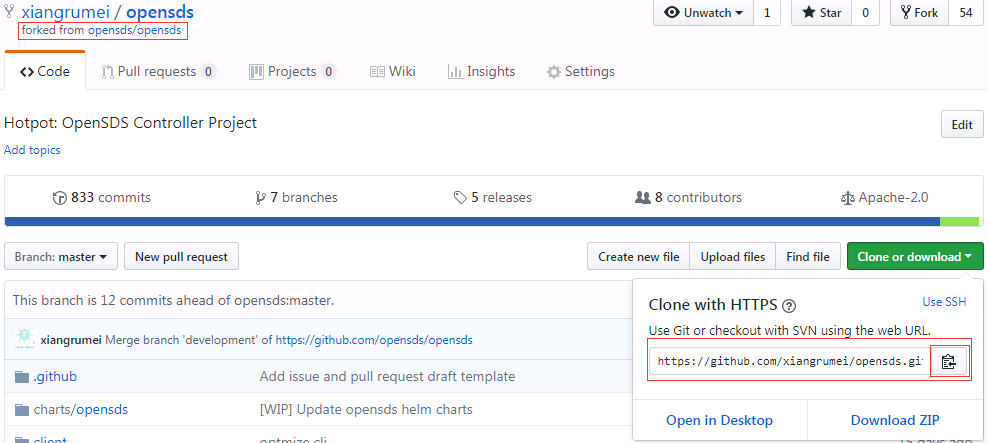 xiangrumei / opensds
Unwatch 1 Star 0 Fork 54
forked from opensds/opensds
Code Pull requests 0 Projects 0 Wiki Insights Settings
Hotpot: OpenSDS Controller Project
Edit
Add topics
833 commits 7 branches 5 releases 8 contributors Apache-2.0
Branch: master New pull request Create new file Upload files Find file Clone or download
This branch is 12 commits ahead of opensds:master.
Clone with HTTPS ? Use SSH
Use Git or checkout with SVN using the web URL.
xiangrumei Merge branch 'development' of https://github.com/opensds/opensds
https://github.com/xiangrumei/opensds.gi
.github Add issue and pull request draft template
charts/opensds [WIP] Update opensds helm charts
Open in Desktop Download ZIP
client optmize cli